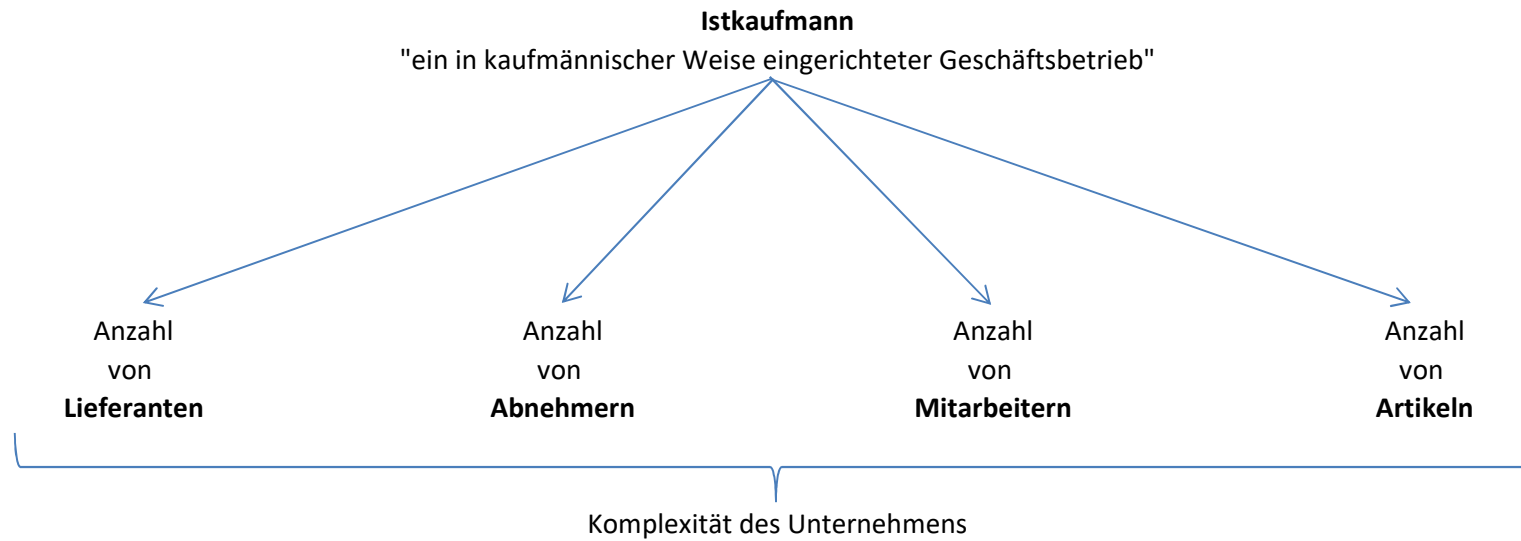 Istkaufmann
"ein in kaufmännischer Weise eingerichteter Geschäftsbetrieb"
Anzahl
von
Lieferanten
Anzahl
von
Abnehmern
Anzahl
von
Mitarbeitern
Anzahl
von
Artikeln
Komplexität des Unternehmens